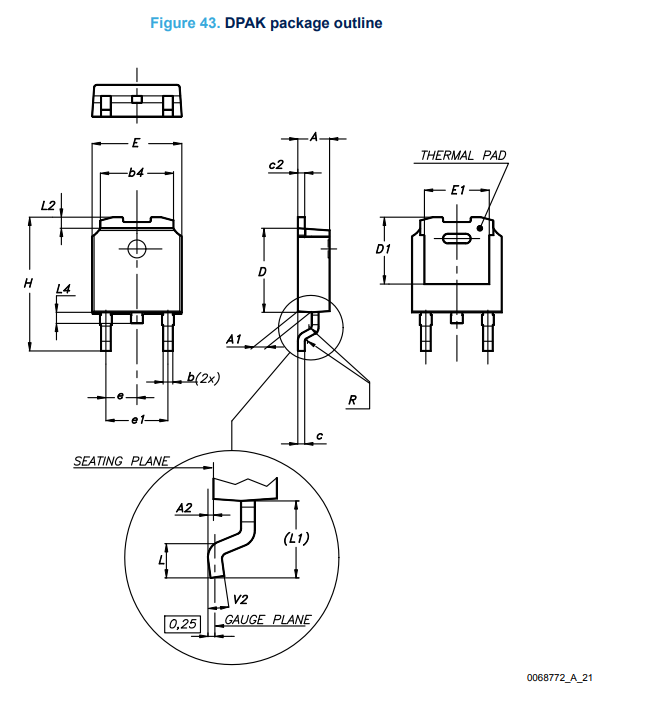 Figure 43. DPAK package outline
E
A
THERMAL PAD
c2
b4
E1
L2
D1
D
H
L4
A1
b(2x)
e
R
e1
c
SEATING PLANE
A2
(L1)
L
V2
0,25
GAUGE PLANE
0068772_A_21